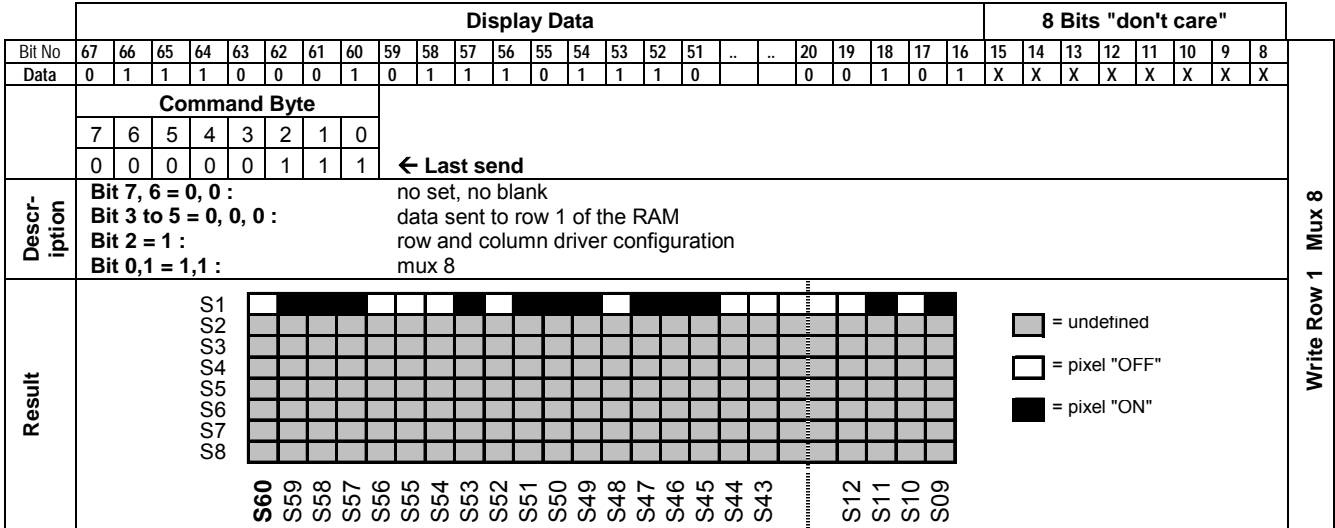 Display Data 8 Bits "don't care"
Bit No 67 66 65 64 63 62 61 60 59 58 57 56 55 54 53 52 51 .. .. 20 19 18 17 16 15 14 13 12 11 10 9 8
Data 0 1 1 1 0 0 0 1 0 1 1 1 0 1 1 1 0 0 0 1 0 1 X X X X X X X X
Command Byte
7 6 5 4 3 2 1 0
0 0 0 0 0 1 1 1 ← Last send
Descr-
iption
Bit 7, 6 = 0, 0 : no set, no blank
Bit 3 to 5 = 0, 0, 0 : data sent to row 1 of the RAM
Bit 2 = 1 : row and column driver configuration
Bit 0,1 = 1,1 : mux 8
Write Row 1 Mux 8
Result
S1
S2
S3
S4
S5
S6
S7
S8
= undefined
= pixel "OFF"
= pixel "ON"
S60 S59 S58 S57 S56 S55 S54 S53 S52 S51 S50 S49 S48 S47 S46 S45 S44 S43 S12 S11 S10 S09